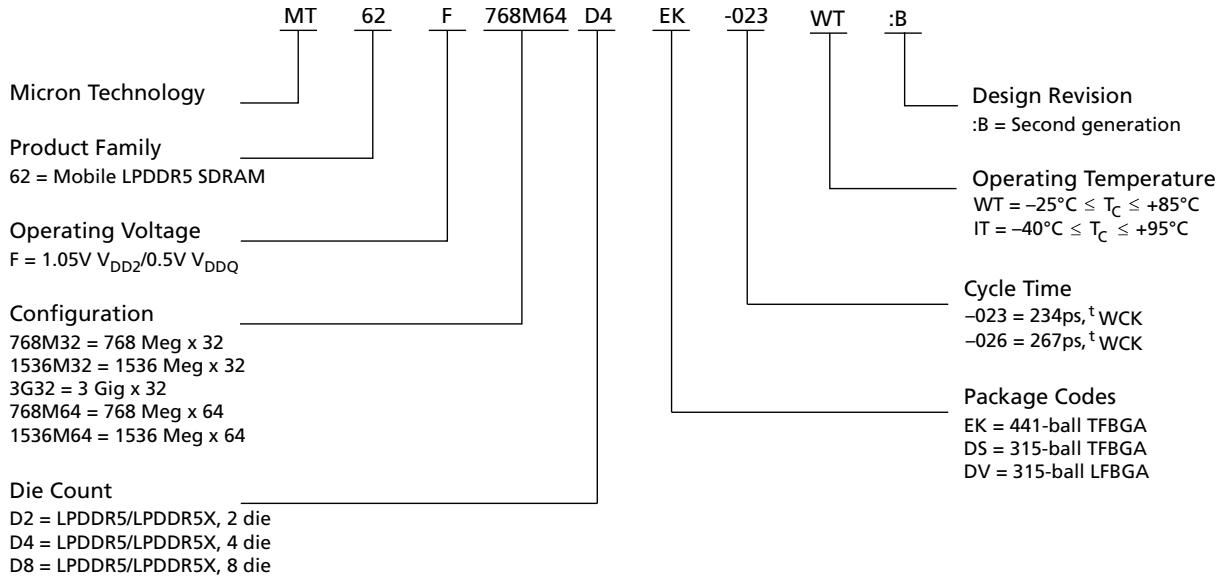 MT 62 F 768M64 D4 EK -023 WT :B
Micron Technology
Product Family
62 = Mobile LPDDR5 SDRAM
Operating Voltage
F = 1.05V VDD2/0.5V VDDQ
Configuration
768M32 = 768 Meg x 32
1536M32 = 1536 Meg x 32
3G32 = 3 Gig x 32
768M64 = 768 Meg x 64
1536M64 = 1536 Meg x 64
Die Count
D2 = LPDDR5/LPDDR5X, 2 die
D4 = LPDDR5/LPDDR5X, 4 die
D8 = LPDDR5/LPDDR5X, 8 die
Design Revision
:B = Second generation
Operating Temperature
WT = –25°C ≤ TC ≤ +85°C
IT = –40°C ≤ TC ≤ +95°C
Cycle Time
–023 = 234ps, tWCK
–026 = 267ps, tWCK
Package Codes
EK = 441-ball TFBGA
DS = 315-ball TFBGA
DV = 315-ball LFBGA